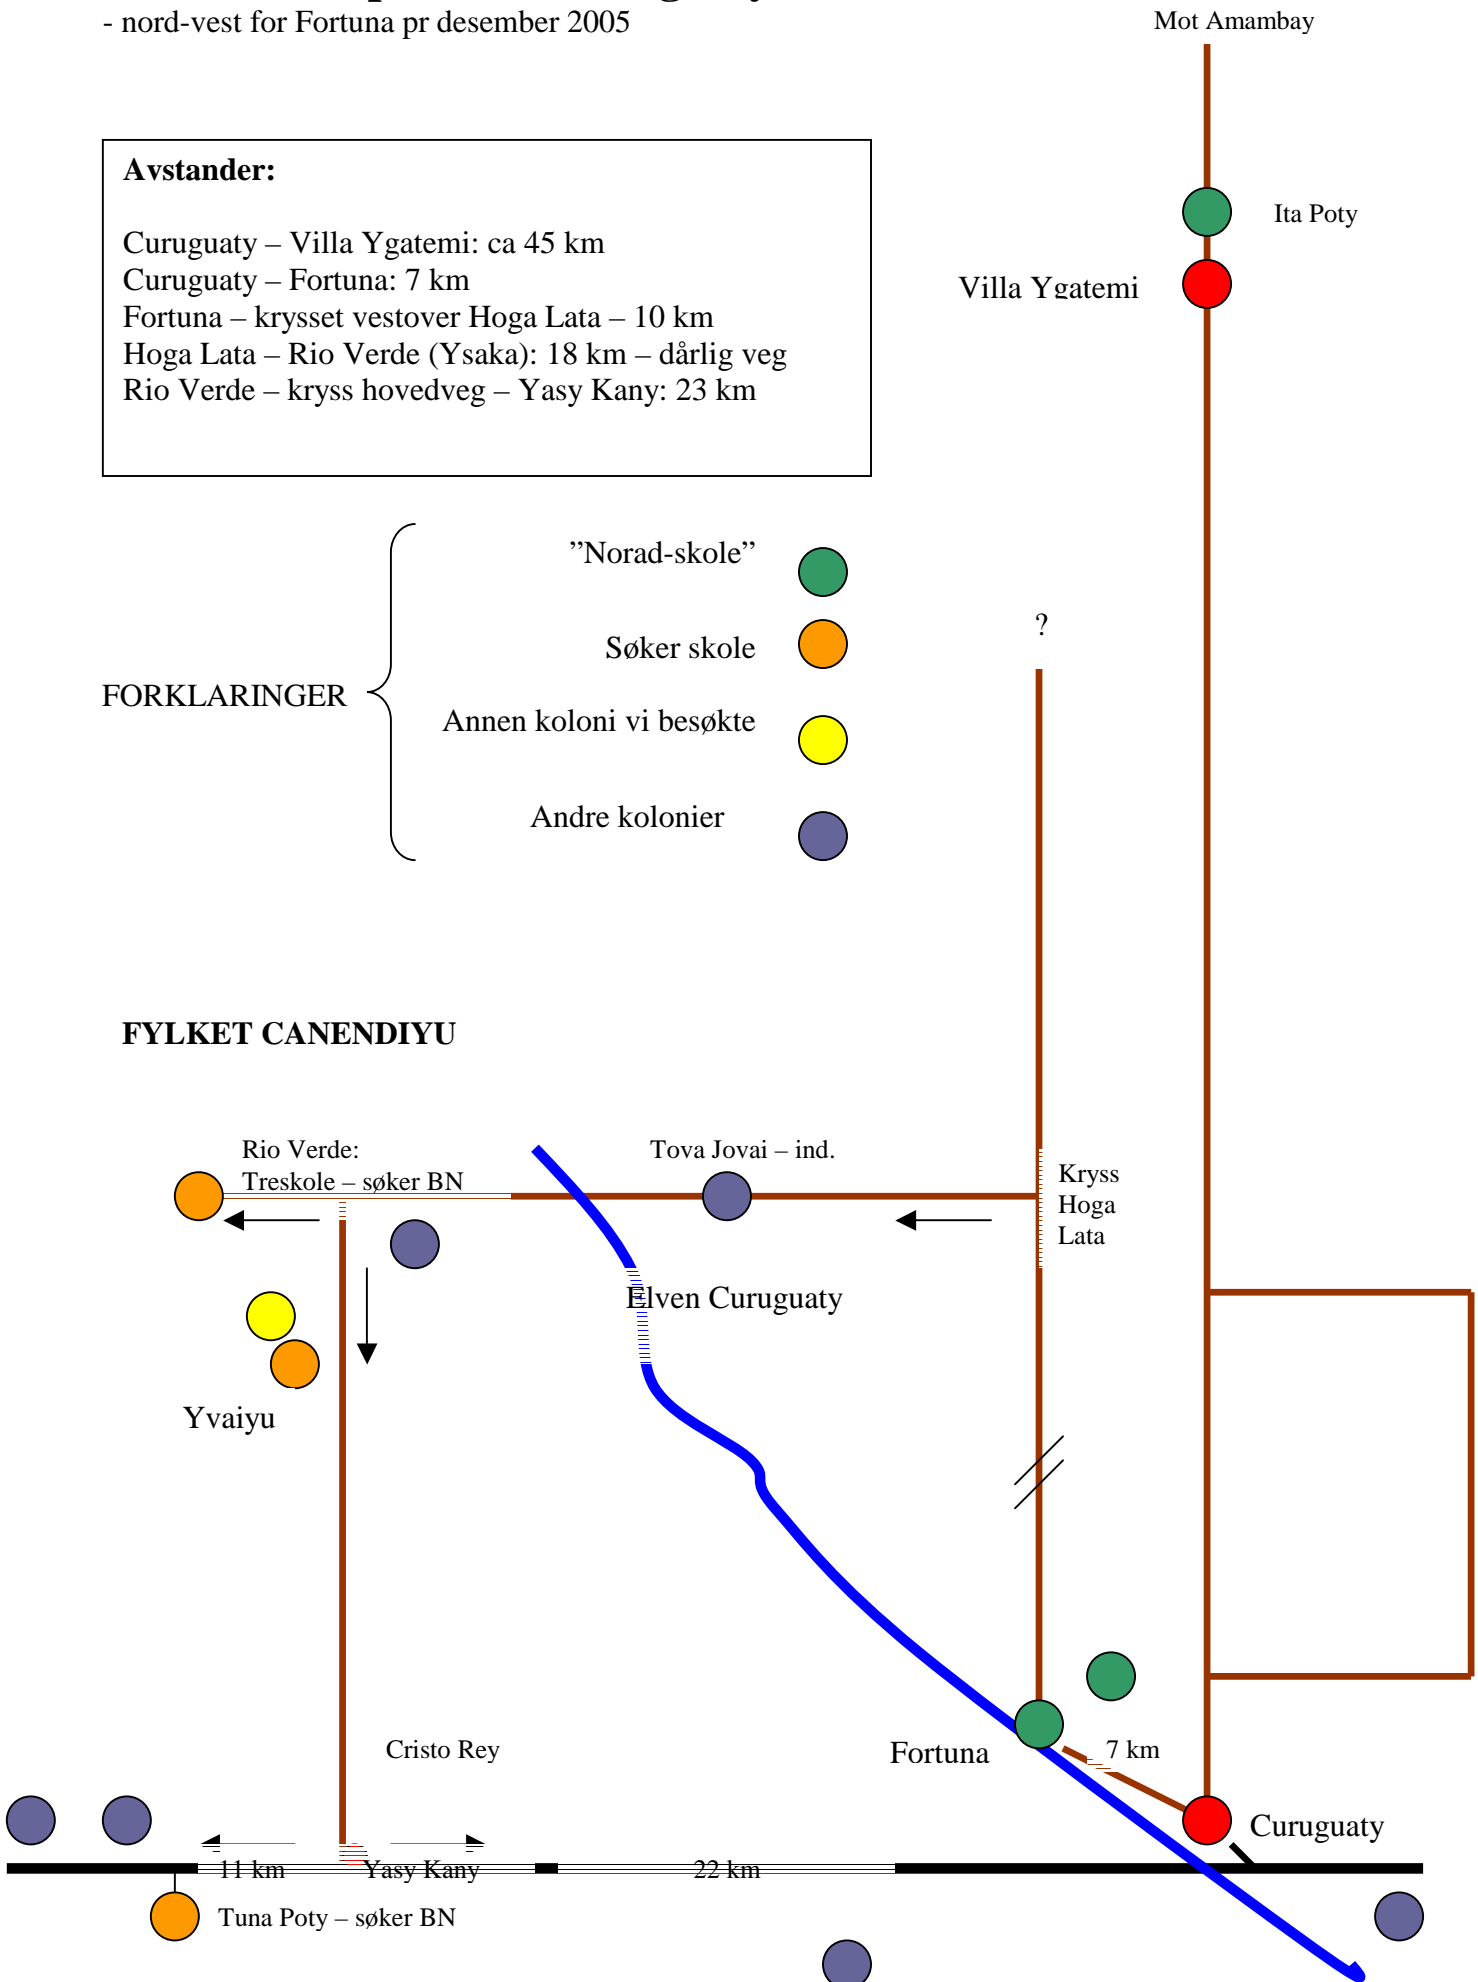 - nord-vest for Fortuna pr desember 2005
Mot Amambay
Avstander:
Curuguaty – Villa Ygatemi: ca 45 km
Curuguaty – Fortuna: 7 km
Fortuna – krysset vestover Hoga Lata – 10 km
Hoga Lata – Rio Verde (Ysaka): 18 km – dårlig veg
Rio Verde – kryss hovedveg – Yasy Kany: 23 km
Ita Poty
Villa Ygatemi
”Norad-skole”
Søker skole
FORKLARINGER
Annen koloni vi besøkte
Andre kolonier
?
FYLKET CANENDIYU
Rio Verde:
Treskole – søker BN
Tova Jovai – ind.
Kryss
Hoga
Lata
Elven Curuguaty
Yvaiyu
Cristo Rey
Fortuna
7 km
Curuguaty
11 km
Yasy Kany
22 km
Tuna Poty – søker BN